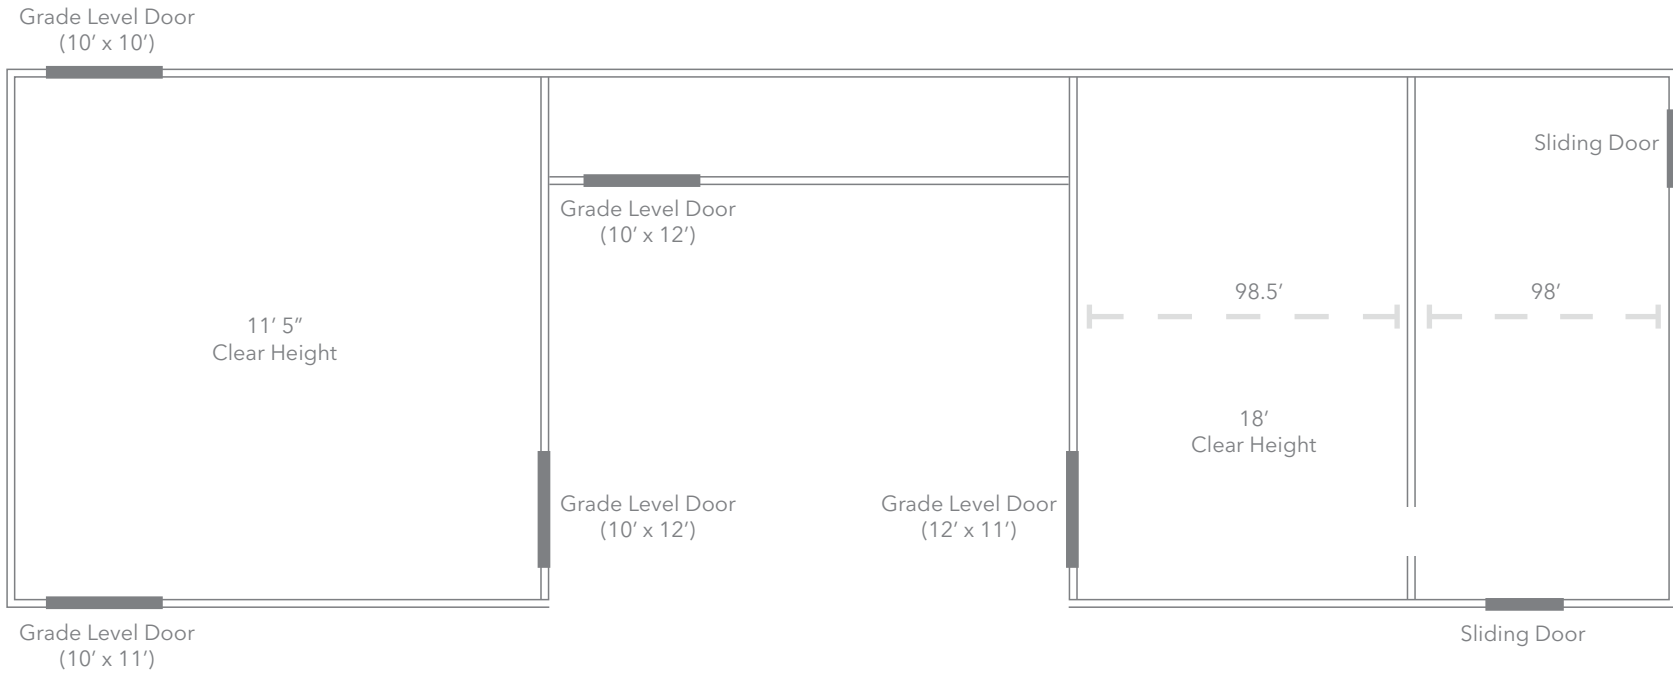 Grade Level Door
(10′ x 10′)
Sliding Door
Grade Level Door
(10′ x 12′)
98.5′
98′
11′ 5″
Clear Height
18′
Clear Height
Grade Level Door
(10′ x 12′)
Grade Level Door
(12′ x 11′)
Grade Level Door
(10′ x 11′)
Sliding Door